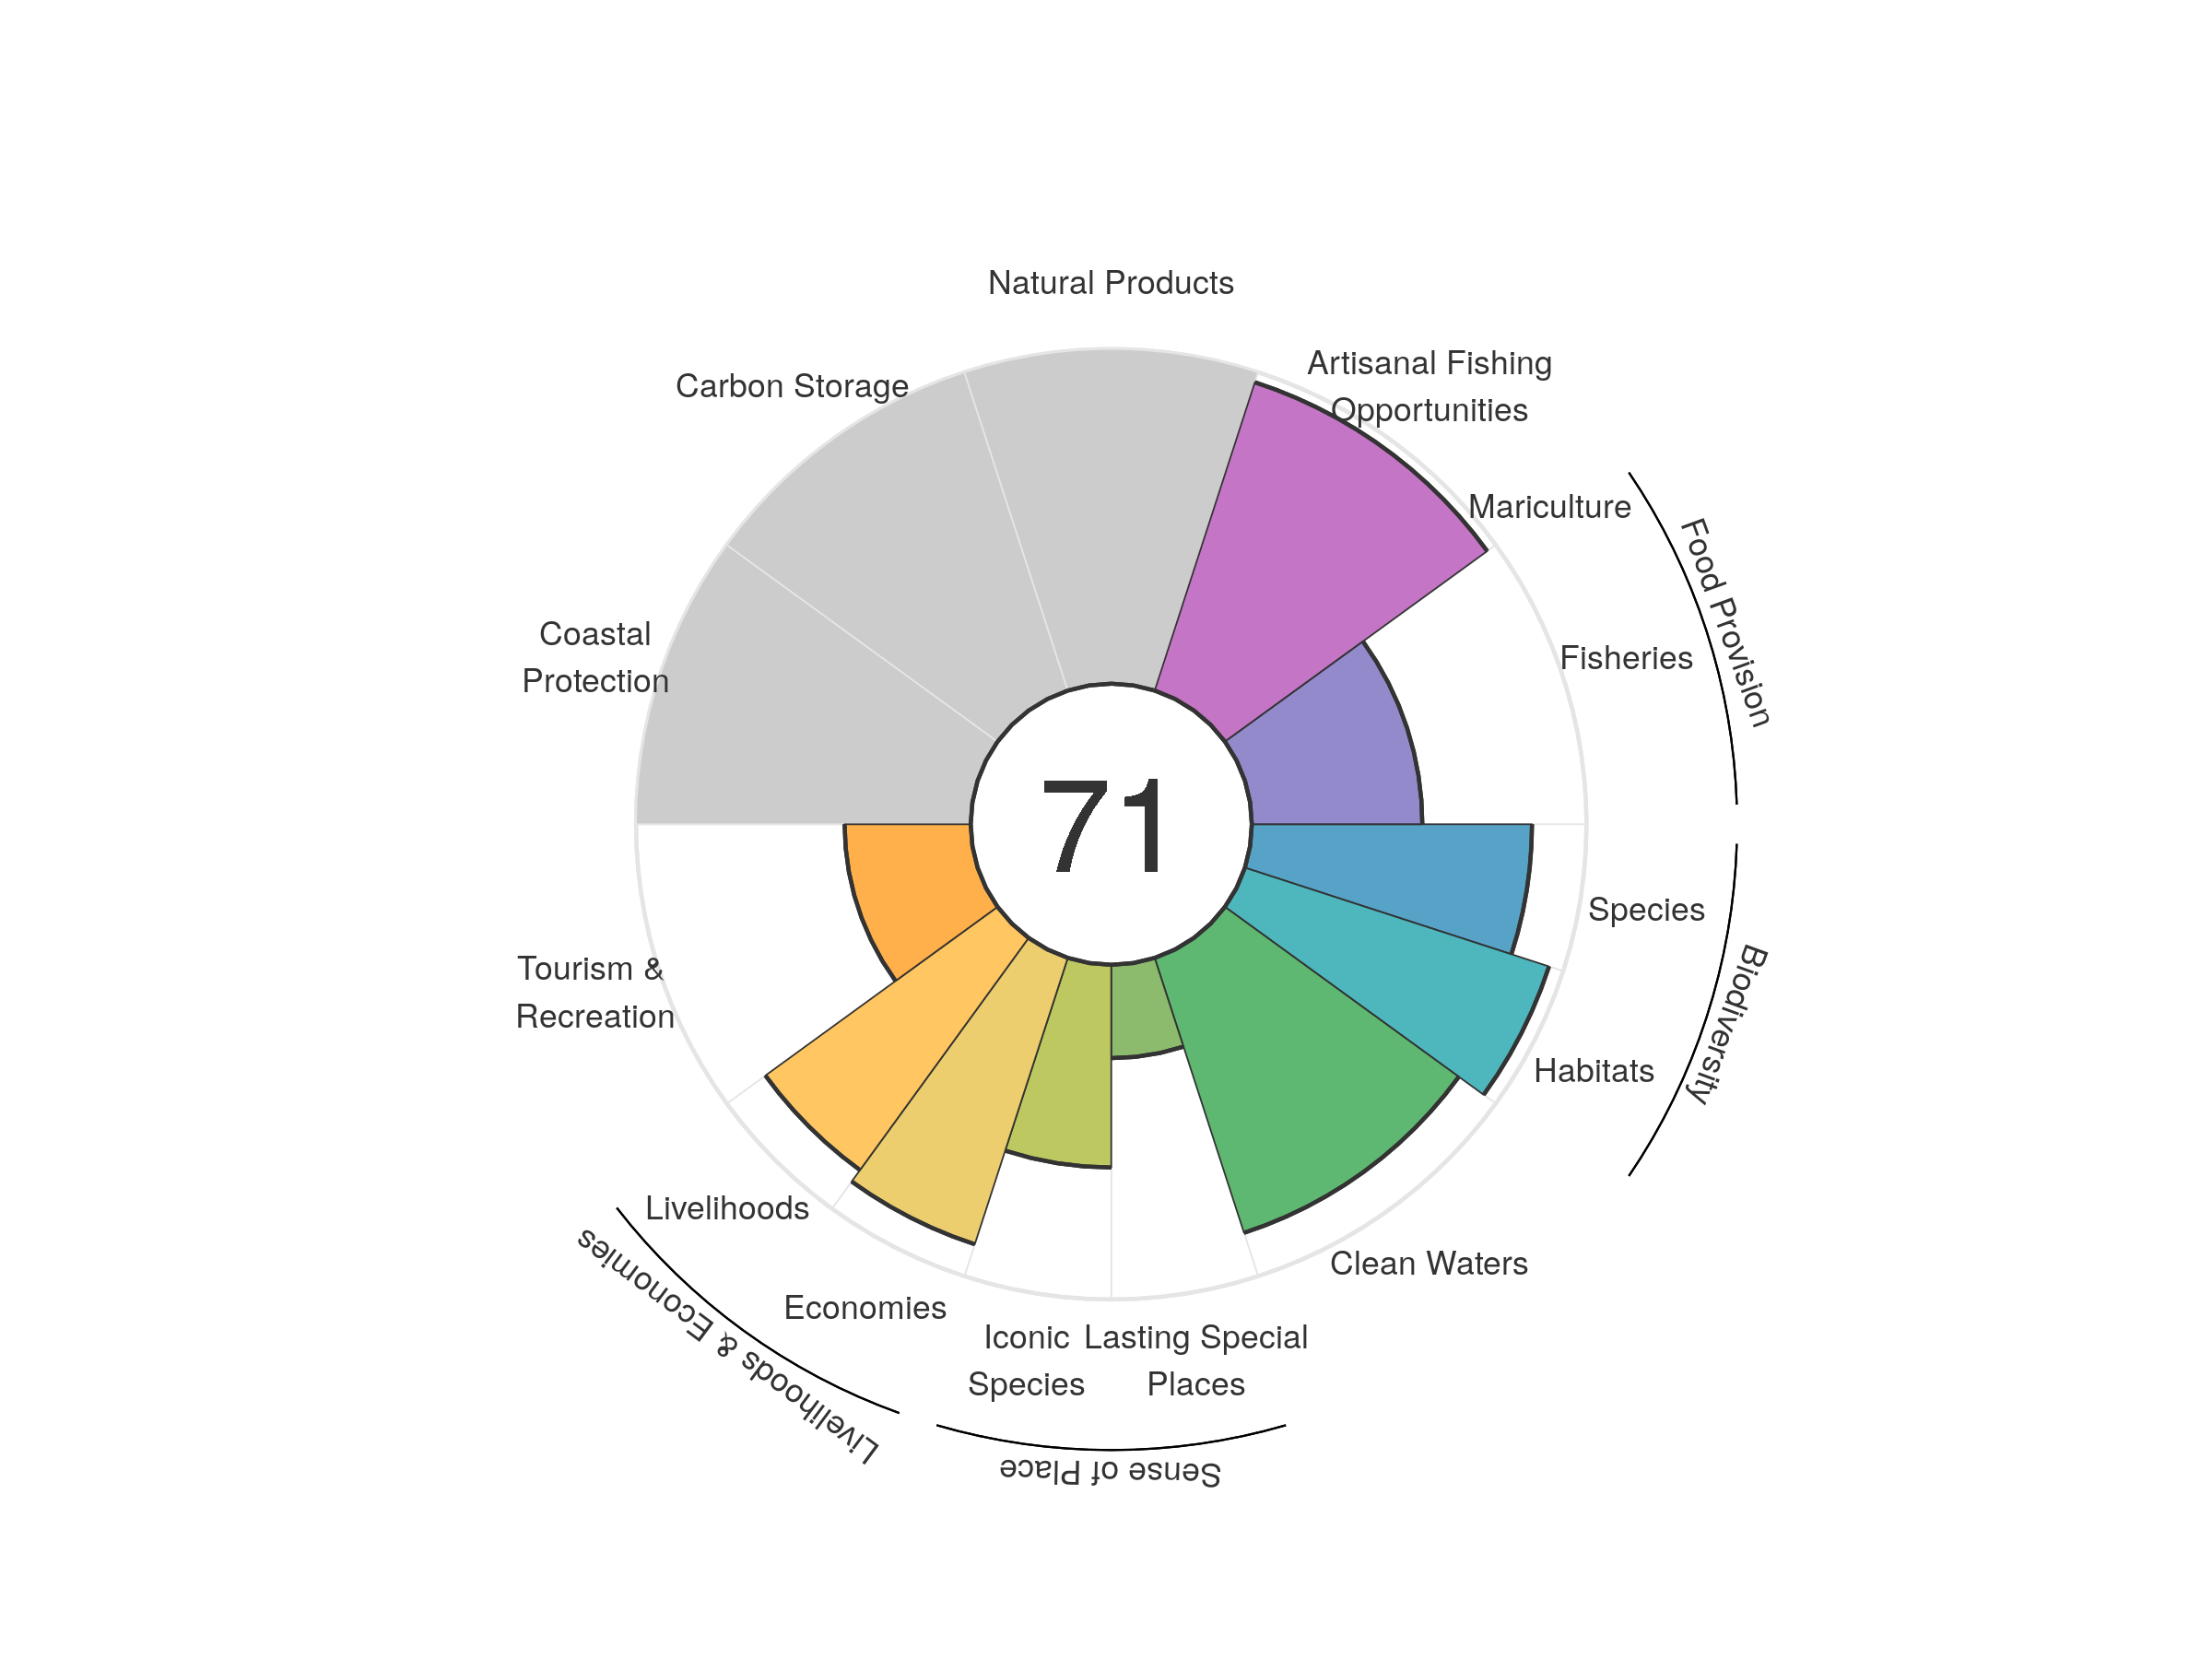 Natural Products
Artisanal Fishing
Opportunities
Carbon Storage
Mariculture
Food Provision
Coastal
Protection
Fisheries
71
Species
Biodiversity
Tourism &
Recreation
Habitats
Livelihoods
Clean Waters
Livelihoods & Economies
Economies
Iconic
Species
Lasting Special
Places
Sense of Place